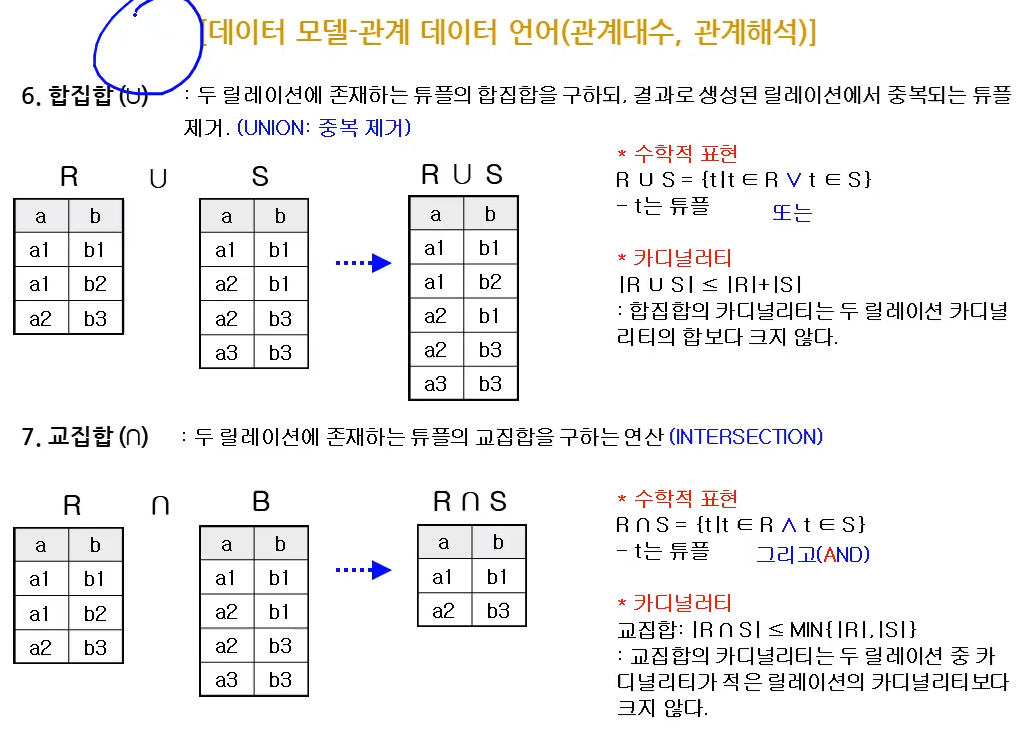 [데이터 모델-관계 데이터 언어(관계대수, 관계해석)]
6. 합집합 (∪) : 두 릴레이션에 존재하는 튜플의 합집합을 구하되, 결과로 생성된 릴레이션에서 중복되는 튜플
제거. (UNION: 중복 제거)
R ∪ S R ∪ S
a b
a1 b1
a1 b2
a2 b3
a b
a1 b1
a2 b1
a2 b3
a3 b3
a b
a1 b1
a1 b2
a2 b1
a2 b3
a3 b3
* 수학적 표현
R ∪ S = {t|t ∈ R ∨ t ∈ S}
- t는 튜플 또는
* 카디널러티
|R ∪ S| ≤ |R|+|S|
: 합집합의 카디널리티는 두 릴레이션 카디널
리티의 합보다 크지 않다.
7. 교집합 (∩) : 두 릴레이션에 존재하는 튜플의 교집합을 구하는 연산 (INTERSECTION)
R ∩ B R ∩ S
a b
a1 b1
a1 b2
a2 b3
a b
a1 b1
a2 b1
a2 b3
a3 b3
a b
a1 b1
a2 b3
* 수학적 표현
R ∩ S = {t|t ∈ R ∧ t ∈ S}
- t는 튜플 그리고(AND)
* 카디널러티
교집합: |R ∩ S| ≤ MIN{|R|,|S|}
: 교집합의 카디널리티는 두 릴레이션 중 카
디널리티가 적은 릴레이션의 카디널리티보다
크지 않다.